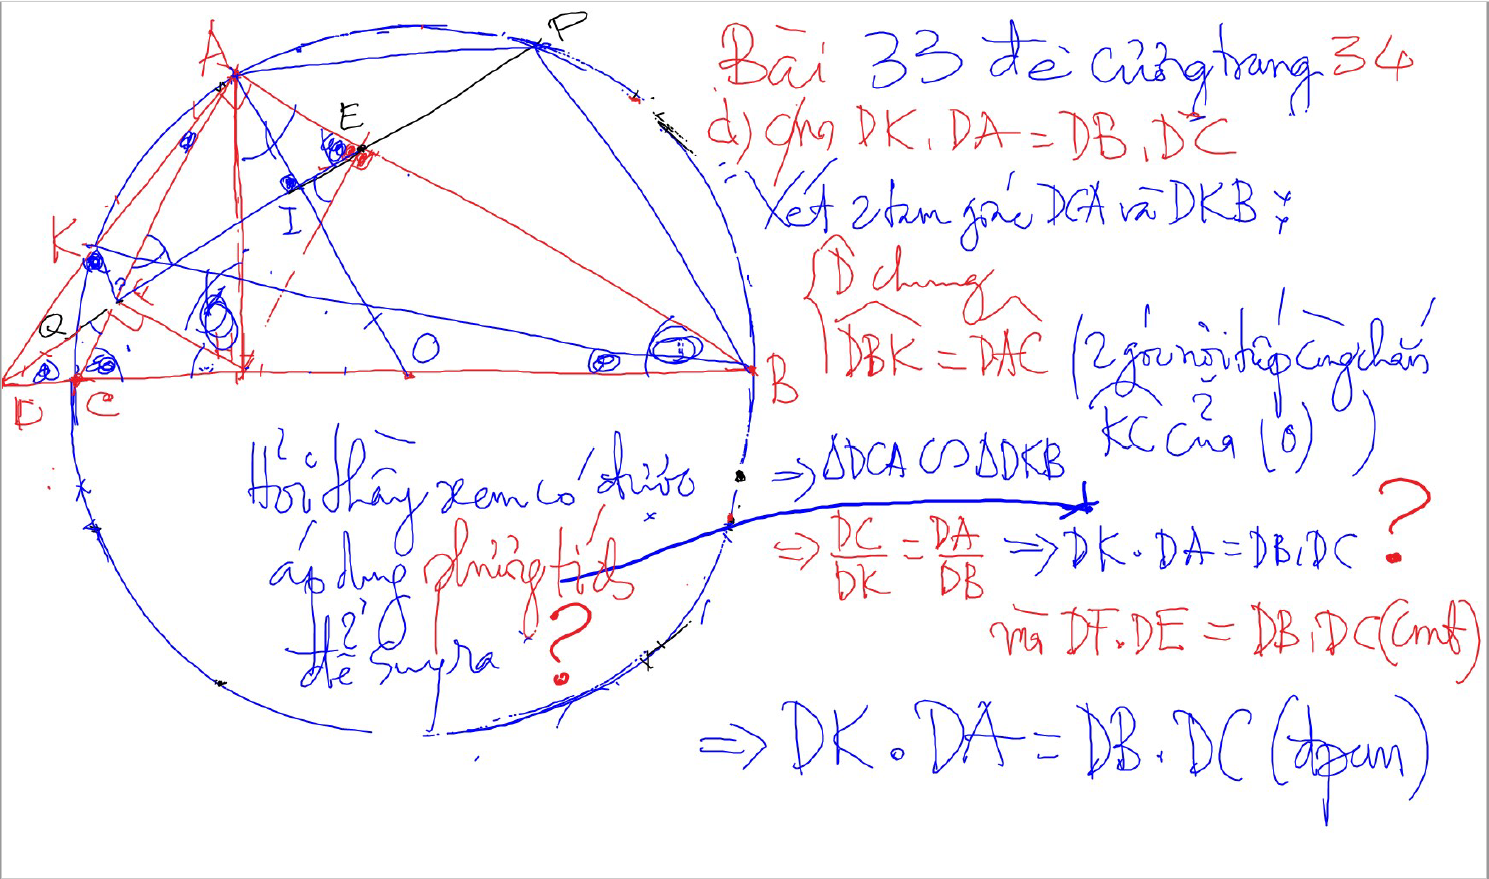 Bài 33 đề cương trang 34
d) cm DK.DA = DB.DC
Xét 2 tam giác DCA và DKB :
D chung
DBK = DAC (2 góc nội tiếp cùng chắn
KC của (O) )
=> ΔDCA ∽ ΔDKB
=> DC/DK = DA/DB => DK.DA = DB.DC ?
mà DF.DE = DB.DC (cmt)
=> DK.DA = DB.DC (đpcm)
Hỏi thầy xem có được
áp dụng phương tích
để suy ra ?
A
P
E
K
I
F
Q
H
O
D
C
B